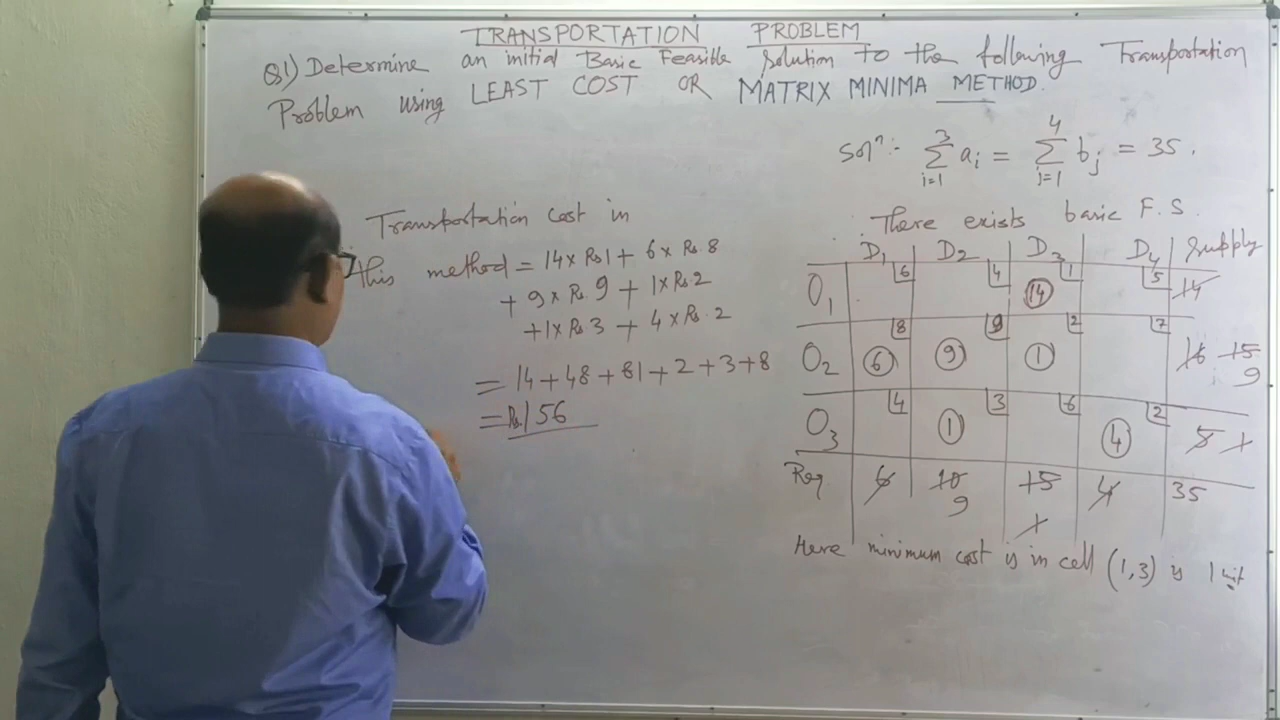 TRANSPORTATION PROBLEM
Q1) Determine an initial Basic Feasible Solution to the following Transportation
Problem using LEAST COST OR MATRIX MINIMA METHOD.
Solⁿ:- ∑ᵢ₌₁³ aᵢ = ∑ⱼ₌₁⁴ bⱼ = 35.
There exists basic F.S.
Transportation cost in
this method = 14 x Rs 1 + 6 x Rs. 8
+ 9 x Rs. 9 + 1 x Rs. 2
+ 1 x Rs 3 + 4 x Rs. 2
= 14 + 48 + 81 + 2 + 3 + 8
= Rs. 156
D₁ D₂ D₃ D₄ Supply
O₁ 6 4 14 1 5 14
O₂ 6 8 9 9 1 2 7 16 15 9
O₃ 4 1 3 6 4 2 5 1
Req 6 10 9 15 1 4 35
Here minimum cost is in cell (1,3) is 1 unit